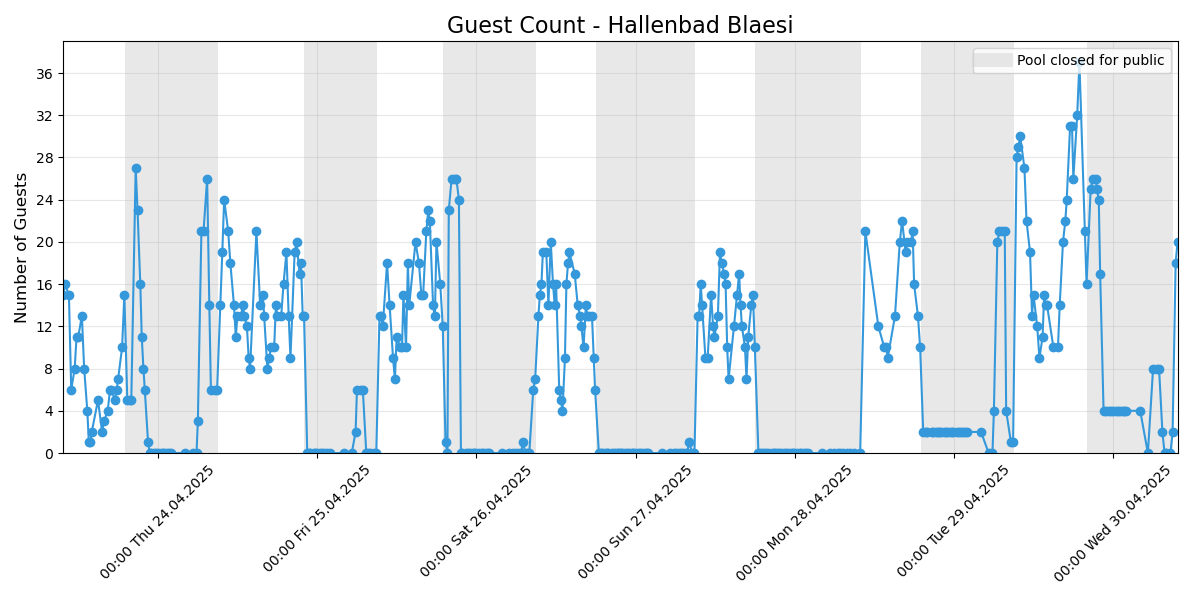 Guest Count - Hallenbad Blaesi
Pool closed for public
Number of Guests
36
32
28
24
20
16
12
8
4
0
00:00 Thu 24.04.2025
00:00 Fri 25.04.2025
00:00 Sat 26.04.2025
00:00 Sun 27.04.2025
00:00 Mon 28.04.2025
00:00 Tue 29.04.2025
00:00 Wed 30.04.2025